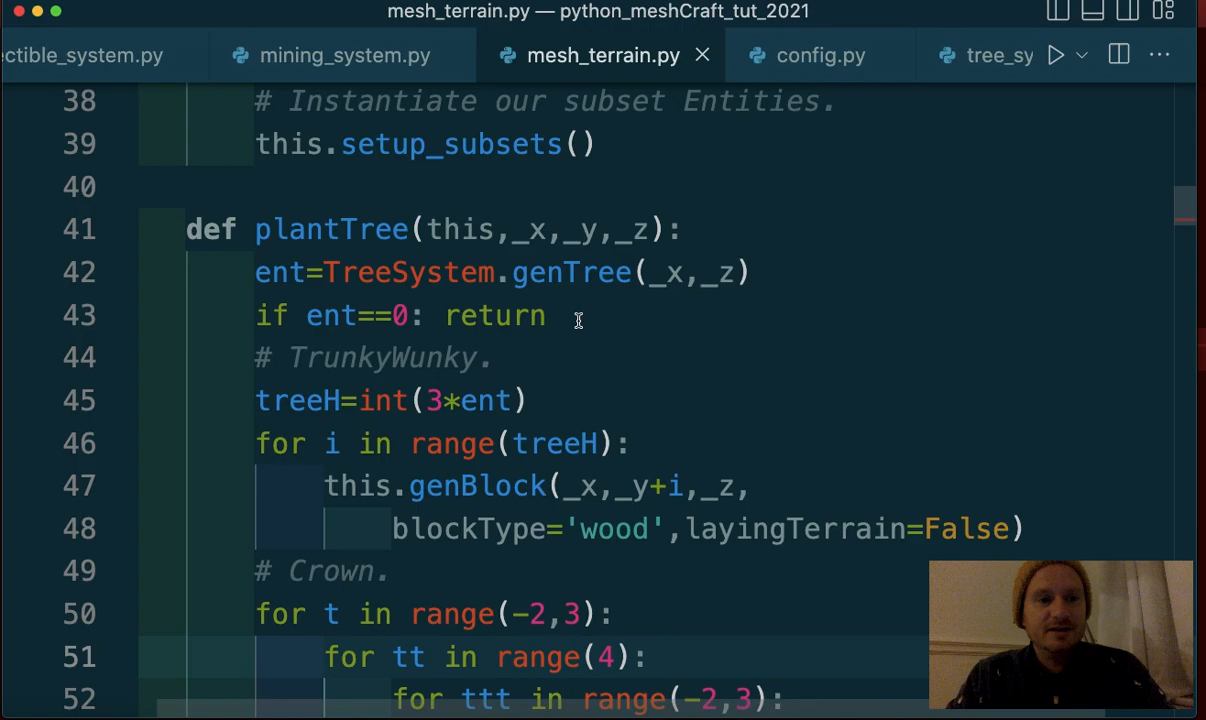 mesh_terrain.py — python_meshCraft_tut_2021
ectible_system.py mining_system.py mesh_terrain.py config.py tree_sy
38 # Instantiate our subset Entities.
39 this.setup_subsets()
40
41 def plantTree(this,_x,_y,_z):
42 ent=TreeSystem.genTree(_x,_z)
43 if ent==0: return
44 # TrunkyWunky.
45 treeH=int(3*ent)
46 for i in range(treeH):
47 this.genBlock(_x,_y+i,_z,
48 blockType='wood',layingTerrain=False)
49 # Crown.
50 for t in range(-2,3):
51 for tt in range(4):
52 for ttt in range(-2,3):